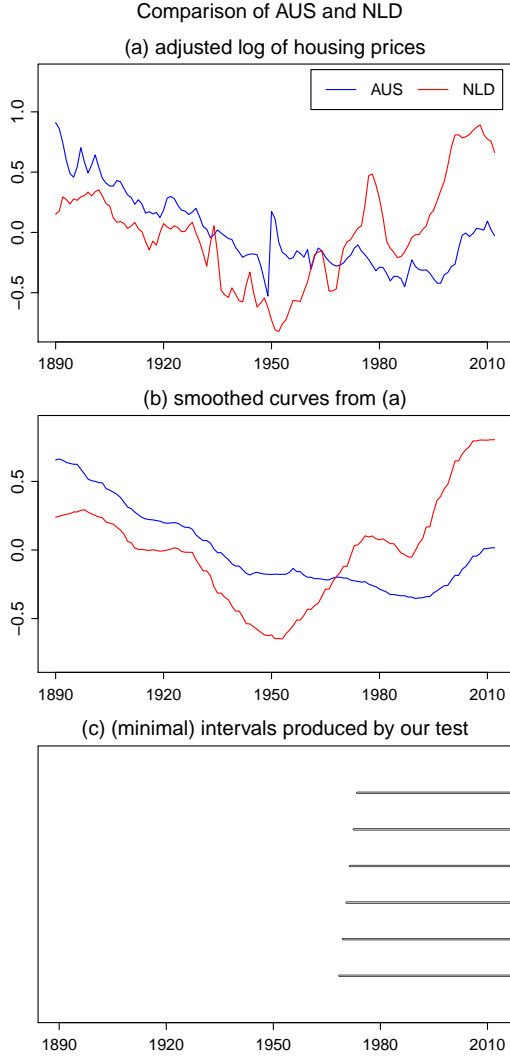 Comparison of AUS and NLD
(a) adjusted log of housing prices
AUS NLD
1.0
0.5
0.0
−0.5
1890 1920 1950 1980 2010
(b) smoothed curves from (a)
0.5
0.0
−0.5
1890 1920 1950 1980 2010
(c) (minimal) intervals produced by our test
1890 1920 1950 1980 2010